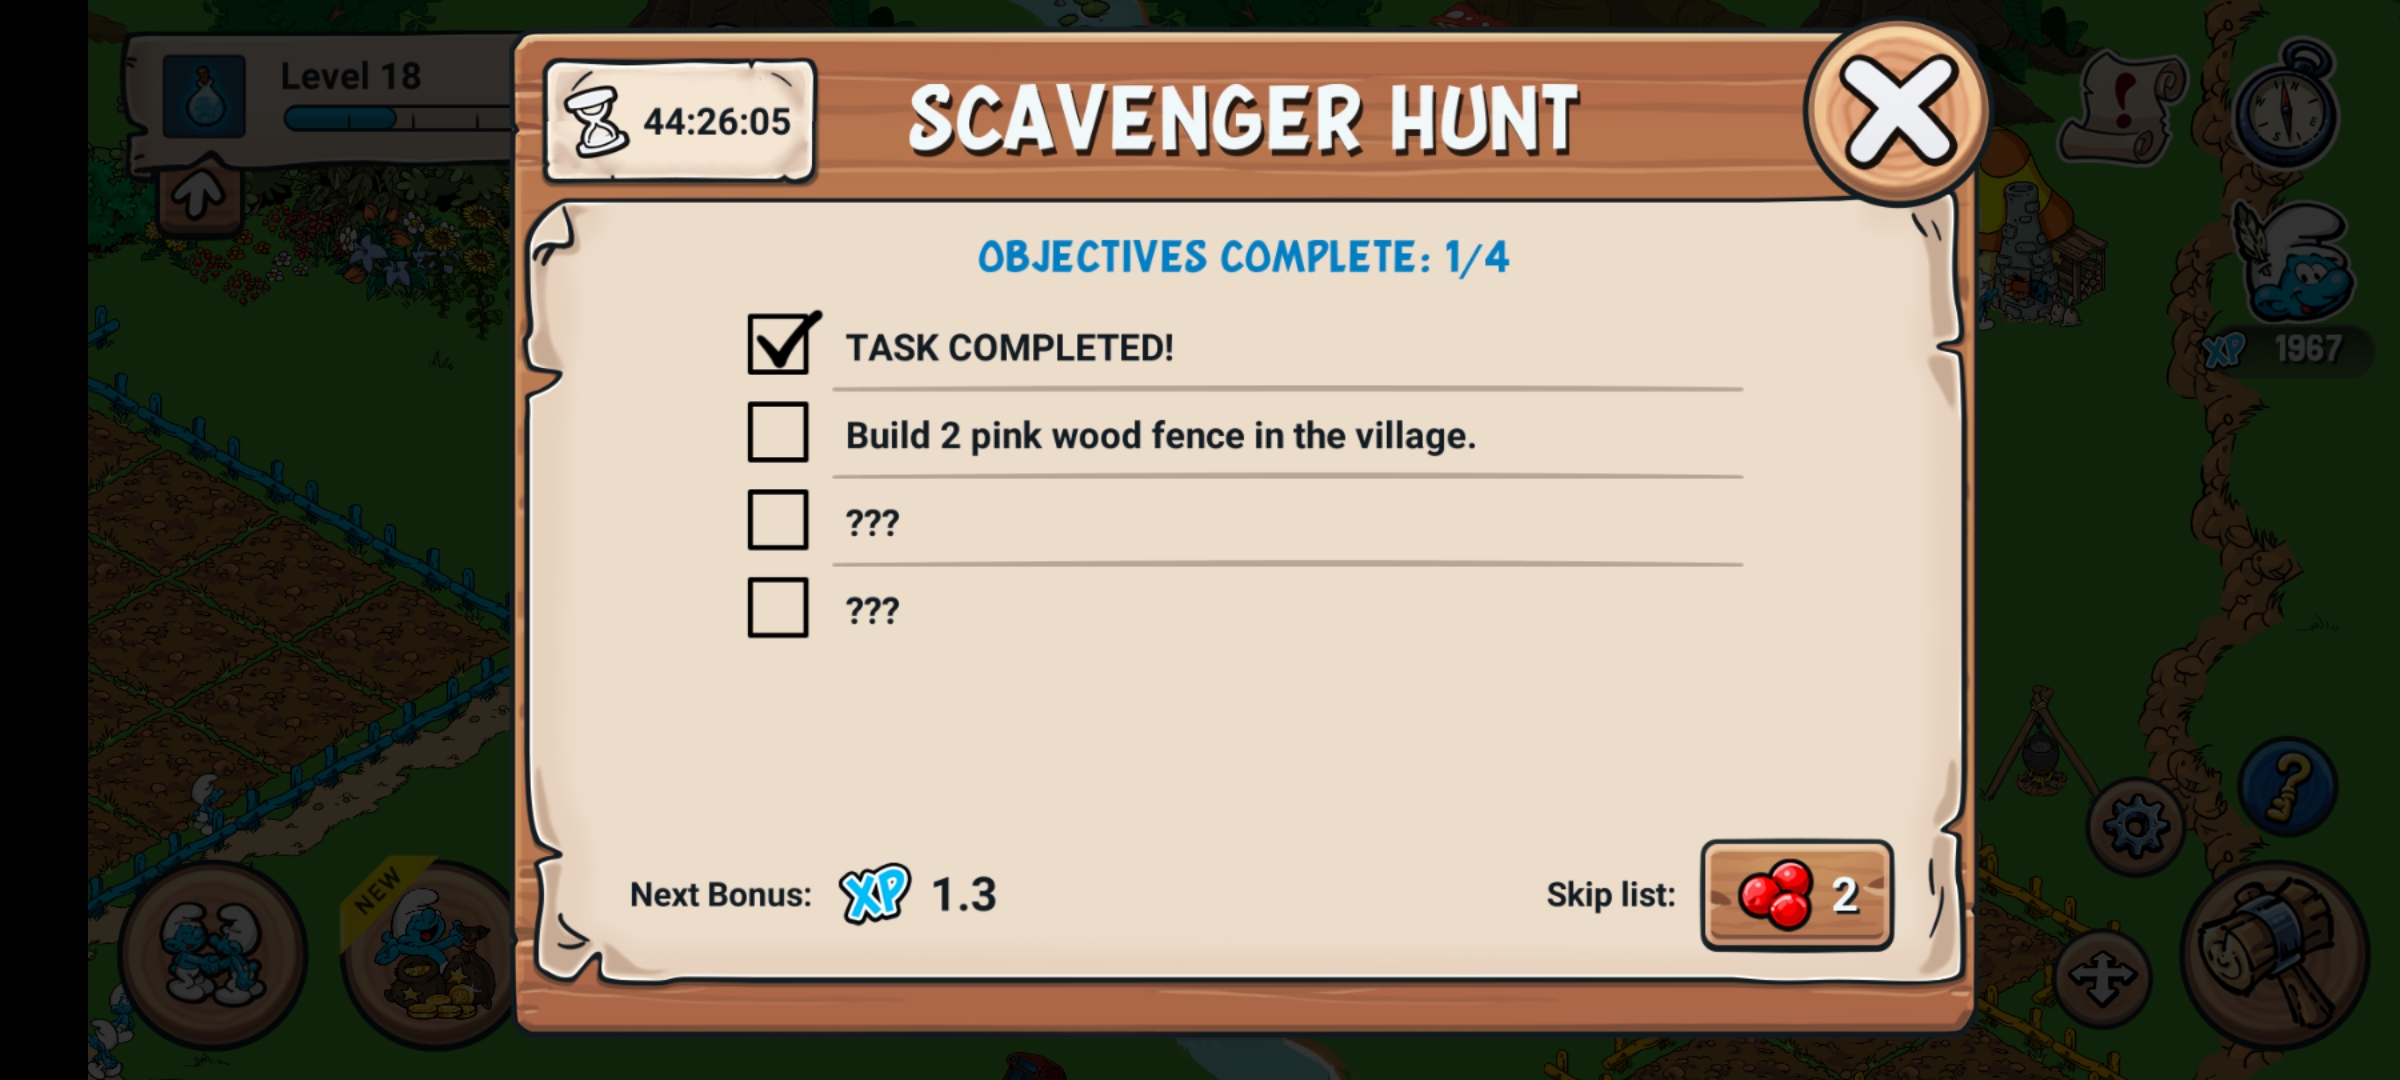 Level 18
44:26:05
SCAVENGER HUNT
OBJECTIVES COMPLETE: 1/4
TASK COMPLETED!
Build 2 pink wood fence in the village.
???
???
XP 1967
NEW
Next Bonus: XP 1.3
Skip list: 2